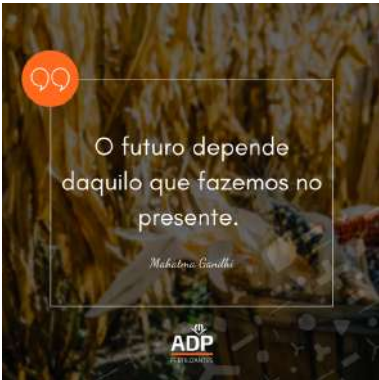 O futuro depende
daquilo que fazemos no
presente.
Mahatma Gandhi
ADP
FERTILIZANTES